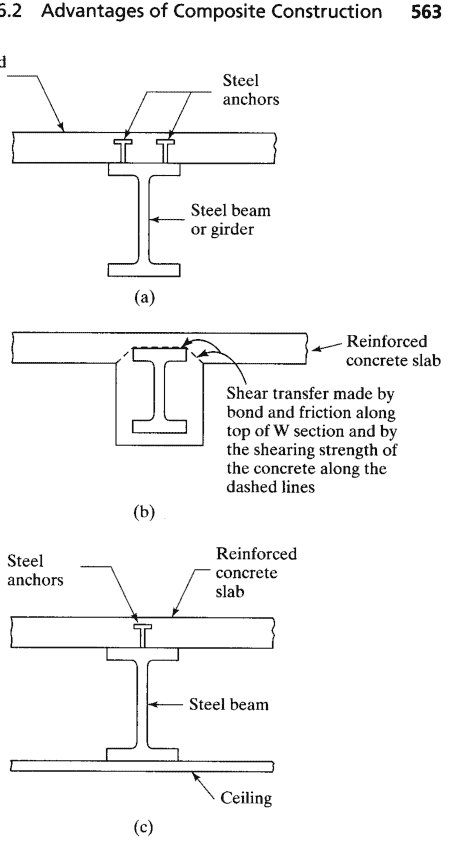 6.2 Advantages of Composite Construction 563
d
Steel
anchors
Steel beam
or girder
(a)
Reinforced
concrete slab
Shear transfer made by
bond and friction along
top of W section and by
the shearing strength of
the concrete along the
dashed lines
(b)
Steel
anchors
Reinforced
concrete
slab
Steel beam
Ceiling
(c)